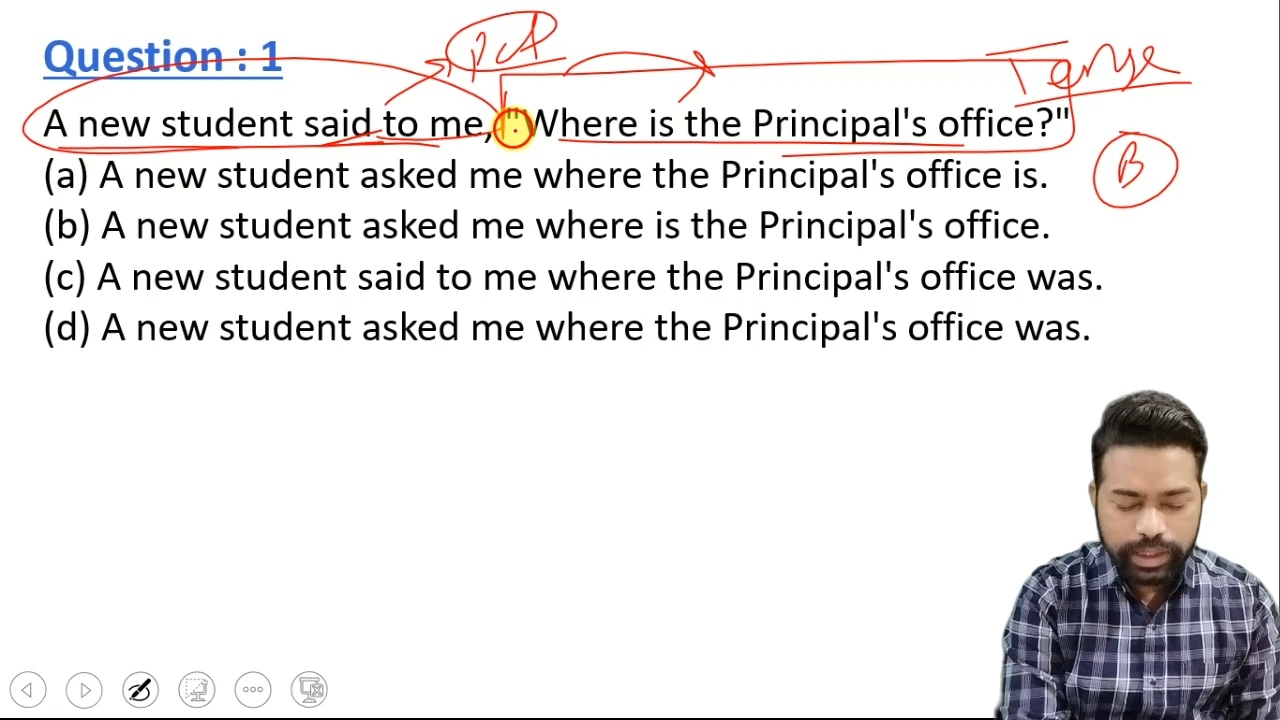 Pst
Tense
Question : 1
A new student said to me, "Where is the Principal's office?"
B
(a) A new student asked me where the Principal's office is.
(b) A new student asked me where is the Principal's office.
(c) A new student said to me where the Principal's office was.
(d) A new student asked me where the Principal's office was.